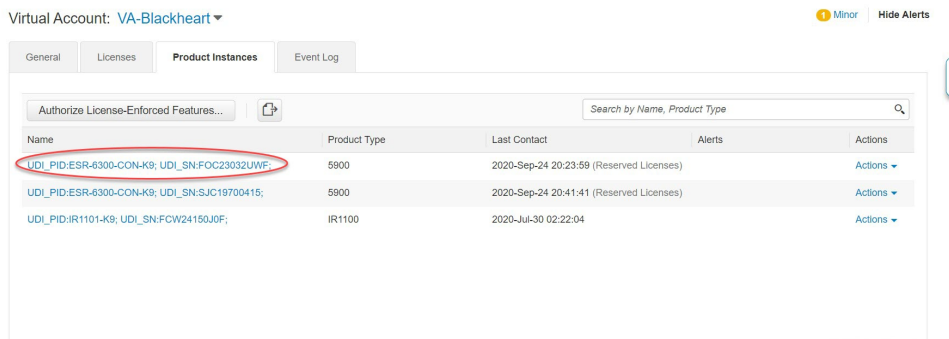 Virtual Account: VA-Blackheart
1 Minor Hide Alerts
General Licenses Product Instances Event Log
Authorize License-Enforced Features... Search by Name, Product Type
Name Product Type Last Contact Alerts Actions
UDI_PID:ESR-6300-CON-K9; UDI_SN:FOC23032UWF; 5900 2020-Sep-24 20:23:59 (Reserved Licenses) Actions
UDI_PID:ESR-6300-CON-K9; UDI_SN:SJC19700415; 5900 2020-Sep-24 20:41:41 (Reserved Licenses) Actions
UDI_PID:IR1101-K9; UDI_SN:FCW24150J0F; IR1100 2020-Jul-30 02:22:04 Actions